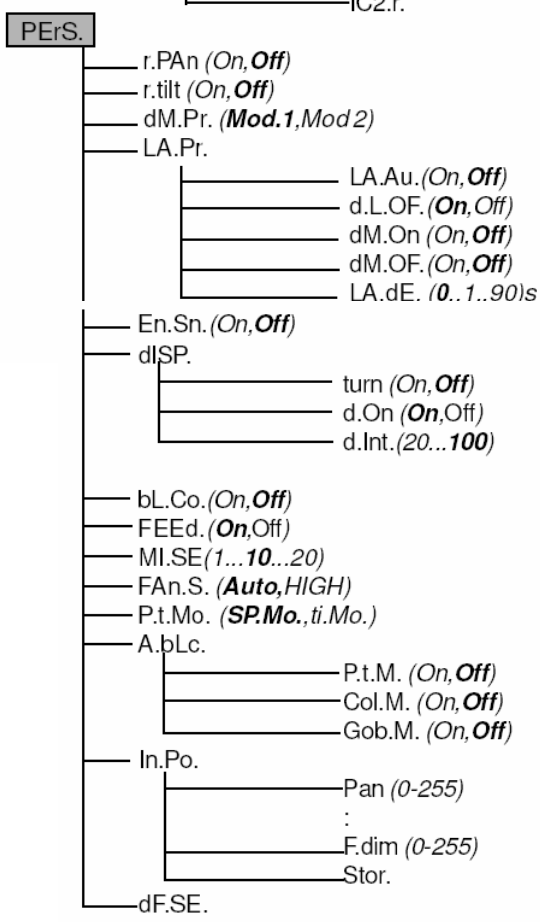 IC2.r.
PErS.
r.PAn (On,Off)
r.tilt (On,Off)
dM.Pr. (Mod.1,Mod 2)
LA.Pr.
LA.Au.(On,Off)
d.L.OF.(On,Off)
dM.On (On,Off)
dM.OF.(On,Off)
LA.dE. (0..1..90)s
En.Sn.(On,Off)
dISP.
turn (On,Off)
d.On (On,Off)
d.Int.(20...100)
bL.Co.(On,Off)
FEEd.(On,Off)
MI.SE(1...10...20)
FAn.S. (Auto,HIGH)
P.t.Mo. (SP.Mo.,ti.Mo.)
A.bLc.
P.t.M. (On,Off)
Col.M. (On,Off)
Gob.M. (On,Off)
In.Po.
Pan (0-255)
:
F.dim (0-255)
Stor.
dF.SE.